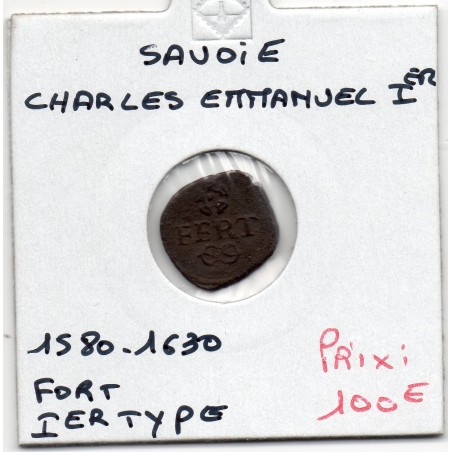 SAVOIE
CHARLES EMMANUEL IER
FERT
1580-1630
FORT
IER TYPE
PRIX:
100€